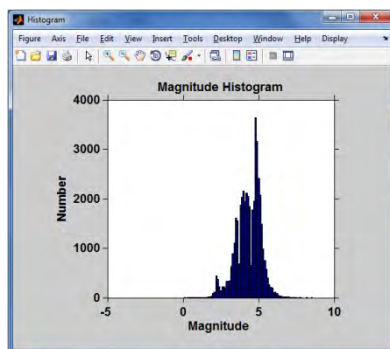 Histogram
Figure Axis File Edit View Insert Tools Desktop Window Help Display
Magnitude Histogram
4000
3000
2000
1000
0
Number
-5 0 5 10
Magnitude